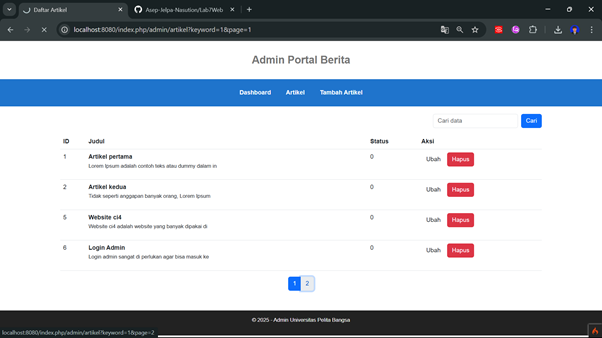 Daftar Artikel
Asep-Jelpa-Nasution/Lab7Web
localhost:8080/index.php/admin/artikel?keyword=1&page=1
Admin Portal Berita
Dashboard Artikel Tambah Artikel
Cari data Cari
ID Judul Status Aksi
1 Artikel pertama 0 Ubah Hapus
Lorem Ipsum adalah contoh teks atau dummy dalam in
2 Artikel kedua 0 Ubah Hapus
Tidak seperti anggapan banyak orang, Lorem Ipsum
5 Website ci4 0 Ubah Hapus
Website ci4 adalah website yang banyak dipakai di
6 Login Admin 0 Ubah Hapus
Login admin sangat di perlukan agar bisa masuk ke
1 2
© 2025 - Admin Universitas Pelita Bangsa
localhost:8080/index.php/admin/artikel?keyword=1&page=2